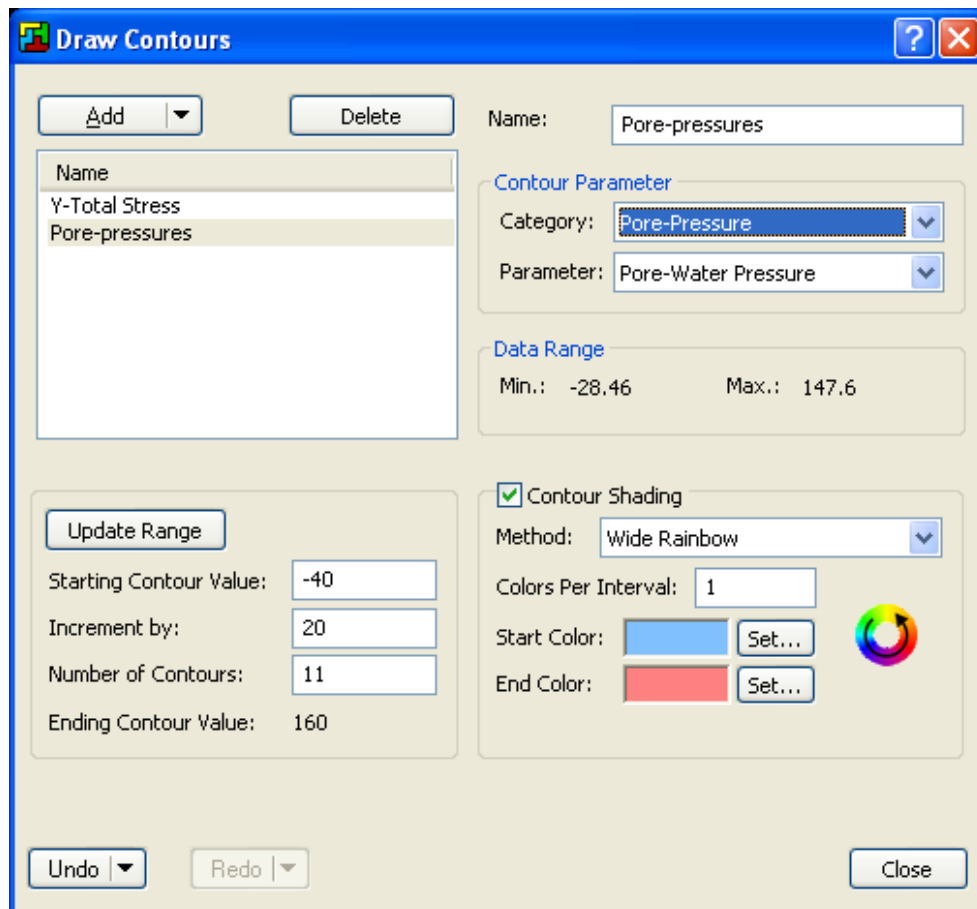 Draw Contours
?
Add
Delete
Name
Y-Total Stress
Pore-pressures
Name: Pore-pressures
Contour Parameter
Category: Pore-Pressure
Parameter: Pore-Water Pressure
Data Range
Min.: -28.46 Max.: 147.6
Update Range
Starting Contour Value: -40
Increment by: 20
Number of Contours: 11
Ending Contour Value: 160
Contour Shading
Method: Wide Rainbow
Colors Per Interval: 1
Start Color: Set...
End Color: Set...
Undo
Redo
Close